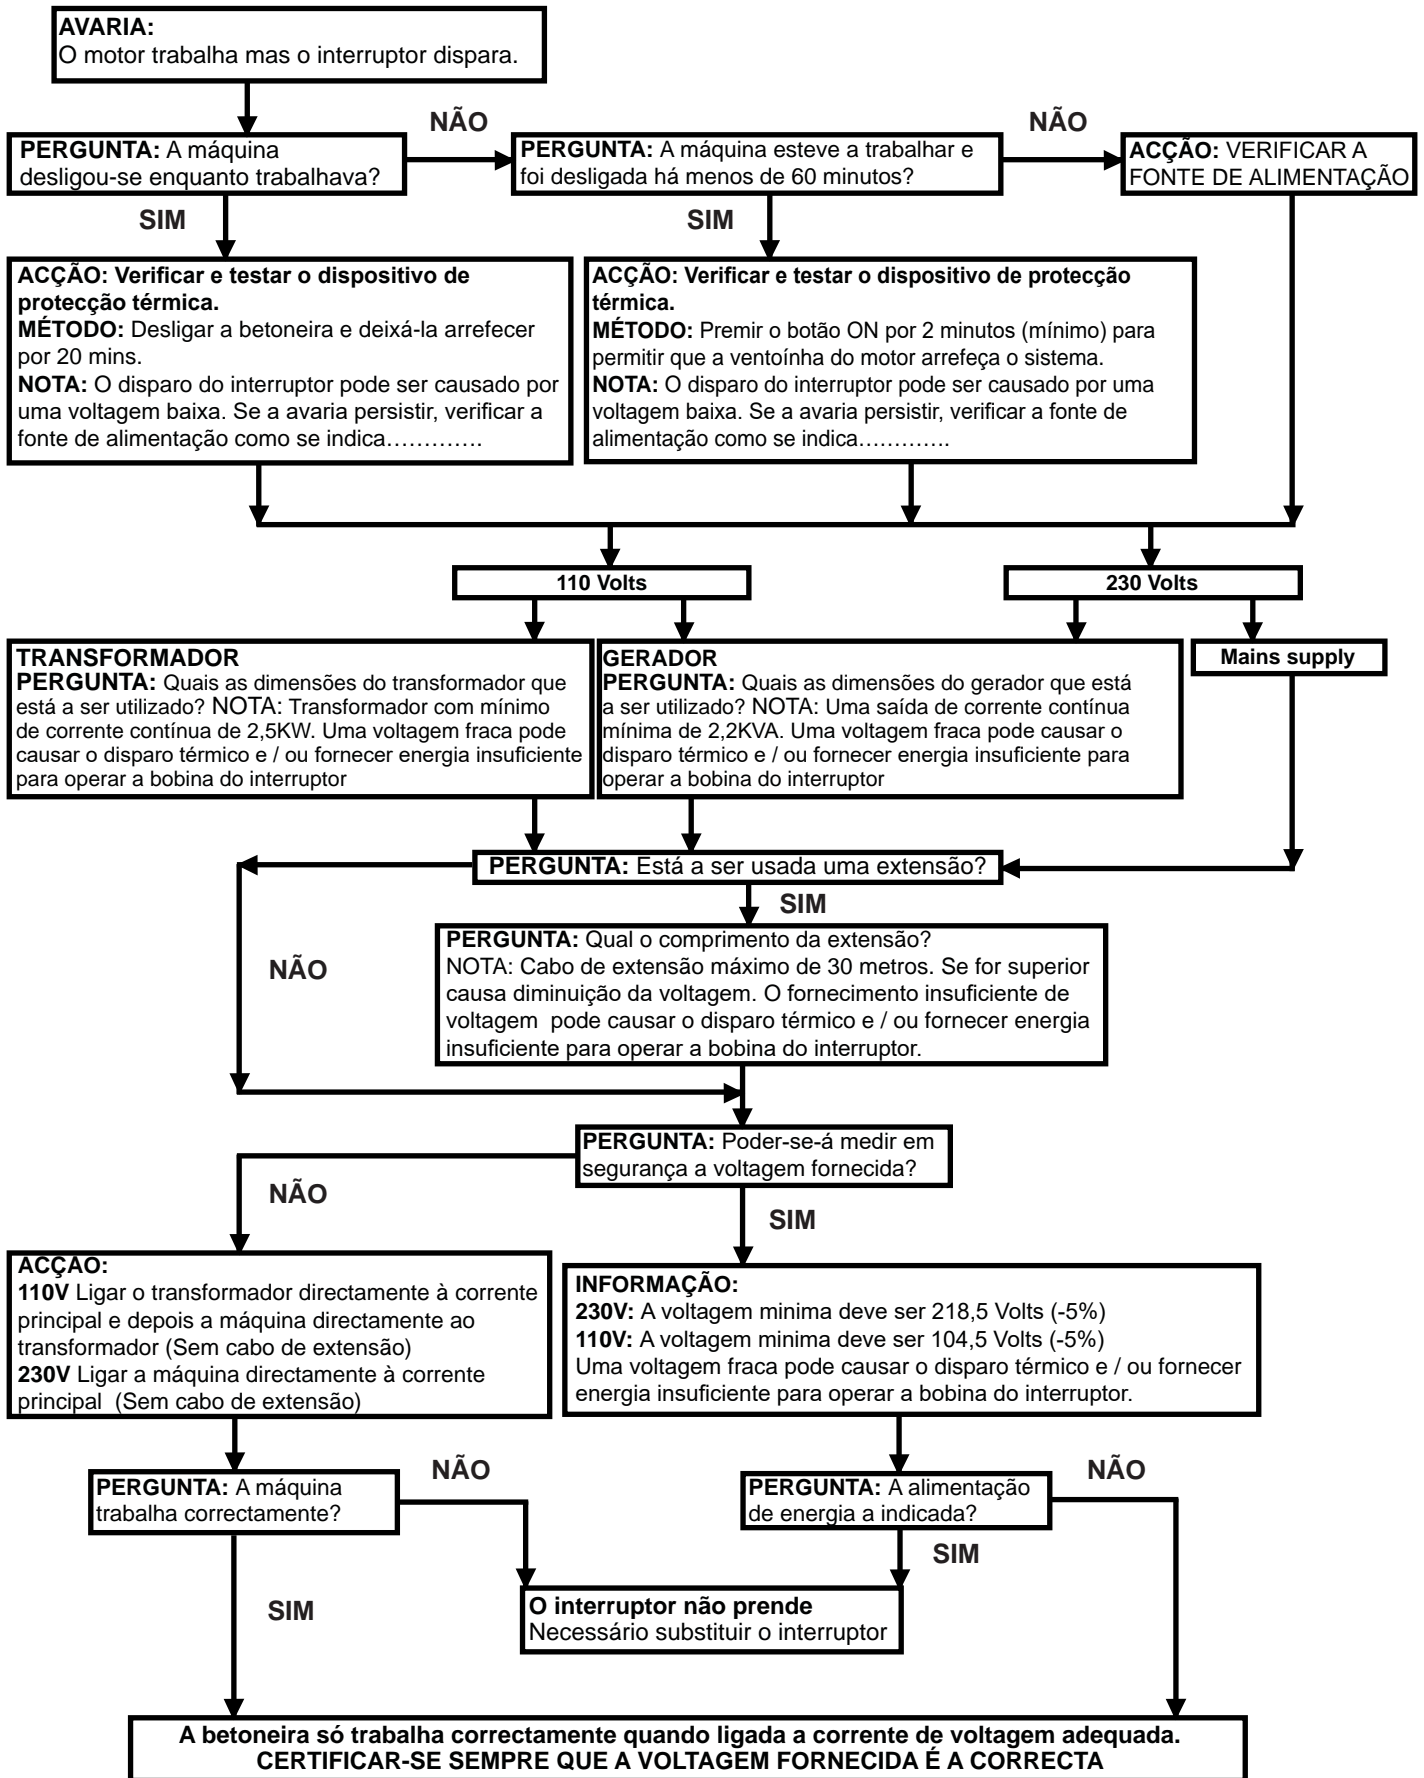 AVARIA:
O motor trabalha mas o interruptor dispara.
NÃO
NÃO
PERGUNTA: A máquina
desligou-se enquanto trabalhava?
PERGUNTA: A máquina esteve a trabalhar e
foi desligada há menos de 60 minutos?
ACÇÃO: VERIFICAR A
FONTE DE ALIMENTAÇÃO
SIM
SIM
ACÇÃO: Verificar e testar o dispositivo de
protecção térmica.
MÉTODO: Desligar a betoneira e deixá-la arrefecer
por 20 mins.
NOTA: O disparo do interruptor pode ser causado por
uma voltagem baixa. Se a avaria persistir, verificar a
fonte de alimentação como se indica………….
ACÇÃO: Verificar e testar o dispositivo de protecção
térmica.
MÉTODO: Premir o botão ON por 2 minutos (mínimo) para
permitir que a ventoínha do motor arrefeça o sistema.
NOTA: O disparo do interruptor pode ser causado por uma
voltagem baixa. Se a avaria persistir, verificar a fonte de
alimentação como se indica………….
110 Volts
230 Volts
TRANSFORMADOR
PERGUNTA: Quais as dimensões do transformador que
está a ser utilizado? NOTA: Transformador com mínimo
de corrente contínua de 2,5KW. Uma voltagem fraca pode
causar o disparo térmico e / ou fornecer energia insuficiente
para operar a bobina do interruptor
GERADOR
PERGUNTA: Quais as dimensões do gerador que está
a ser utilizado? NOTA: Uma saída de corrente contínua
mínima de 2,2KVA. Uma voltagem fraca pode causar o
disparo térmico e / ou fornecer energia insuficiente para
operar a bobina do interruptor
Mains supply
PERGUNTA: Está a ser usada uma extensão?
SIM
NÃO
PERGUNTA: Qual o comprimento da extensão?
NOTA: Cabo de extensão máximo de 30 metros. Se for superior
causa diminuição da voltagem. O fornecimento insuficiente de
voltagem  pode causar o disparo térmico e / ou fornecer energia
insuficiente para operar a bobina do interruptor.
PERGUNTA: Poder-se-á medir em
segurança a voltagem fornecida?
NÃO
SIM
ACÇÃO:
110V Ligar o transformador directamente à corrente
principal e depois a máquina directamente ao
transformador (Sem cabo de extensão)
230V Ligar a máquina directamente à corrente
principal  (Sem cabo de extensão)
INFORMAÇÃO:
230V: A voltagem minima deve ser 218,5 Volts (-5%)
110V: A voltagem minima deve ser 104,5 Volts (-5%)
Uma voltagem fraca pode causar o disparo térmico e / ou fornecer
energia insuficiente para operar a bobina do interruptor.
PERGUNTA: A máquina
trabalha correctamente?
NÃO
PERGUNTA: A alimentação
de energia a indicada?
NÃO
SIM
SIM
O interruptor não prende
Necessário substituir o interruptor
A betoneira só trabalha correctamente quando ligada a corrente de voltagem adequada.
CERTIFICAR-SE SEMPRE QUE A VOLTAGEM FORNECIDA É A CORRECTA